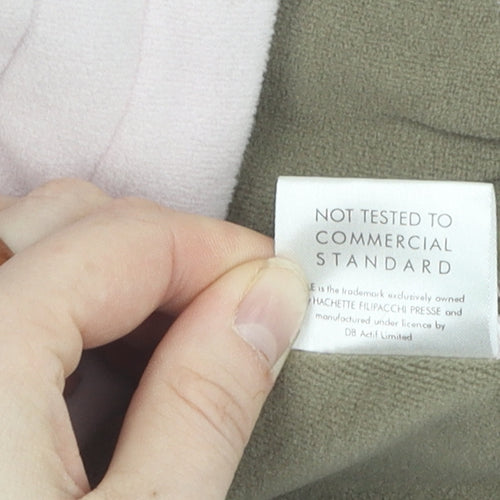 NOT TESTED TO
COMMERCIAL
STANDARD
is the trademark exclusively owned
HACHETTE FILIPACCHI PRESSE and
manufactured under licence by
DB Actif Limited